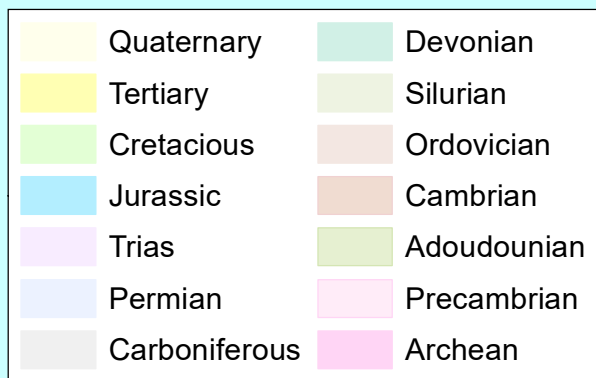 Quaternary
Tertiary
Cretacious
Jurassic
Trias
Permian
Carboniferous
Devonian
Silurian
Ordovician
Cambrian
Adoudounian
Precambrian
Archean